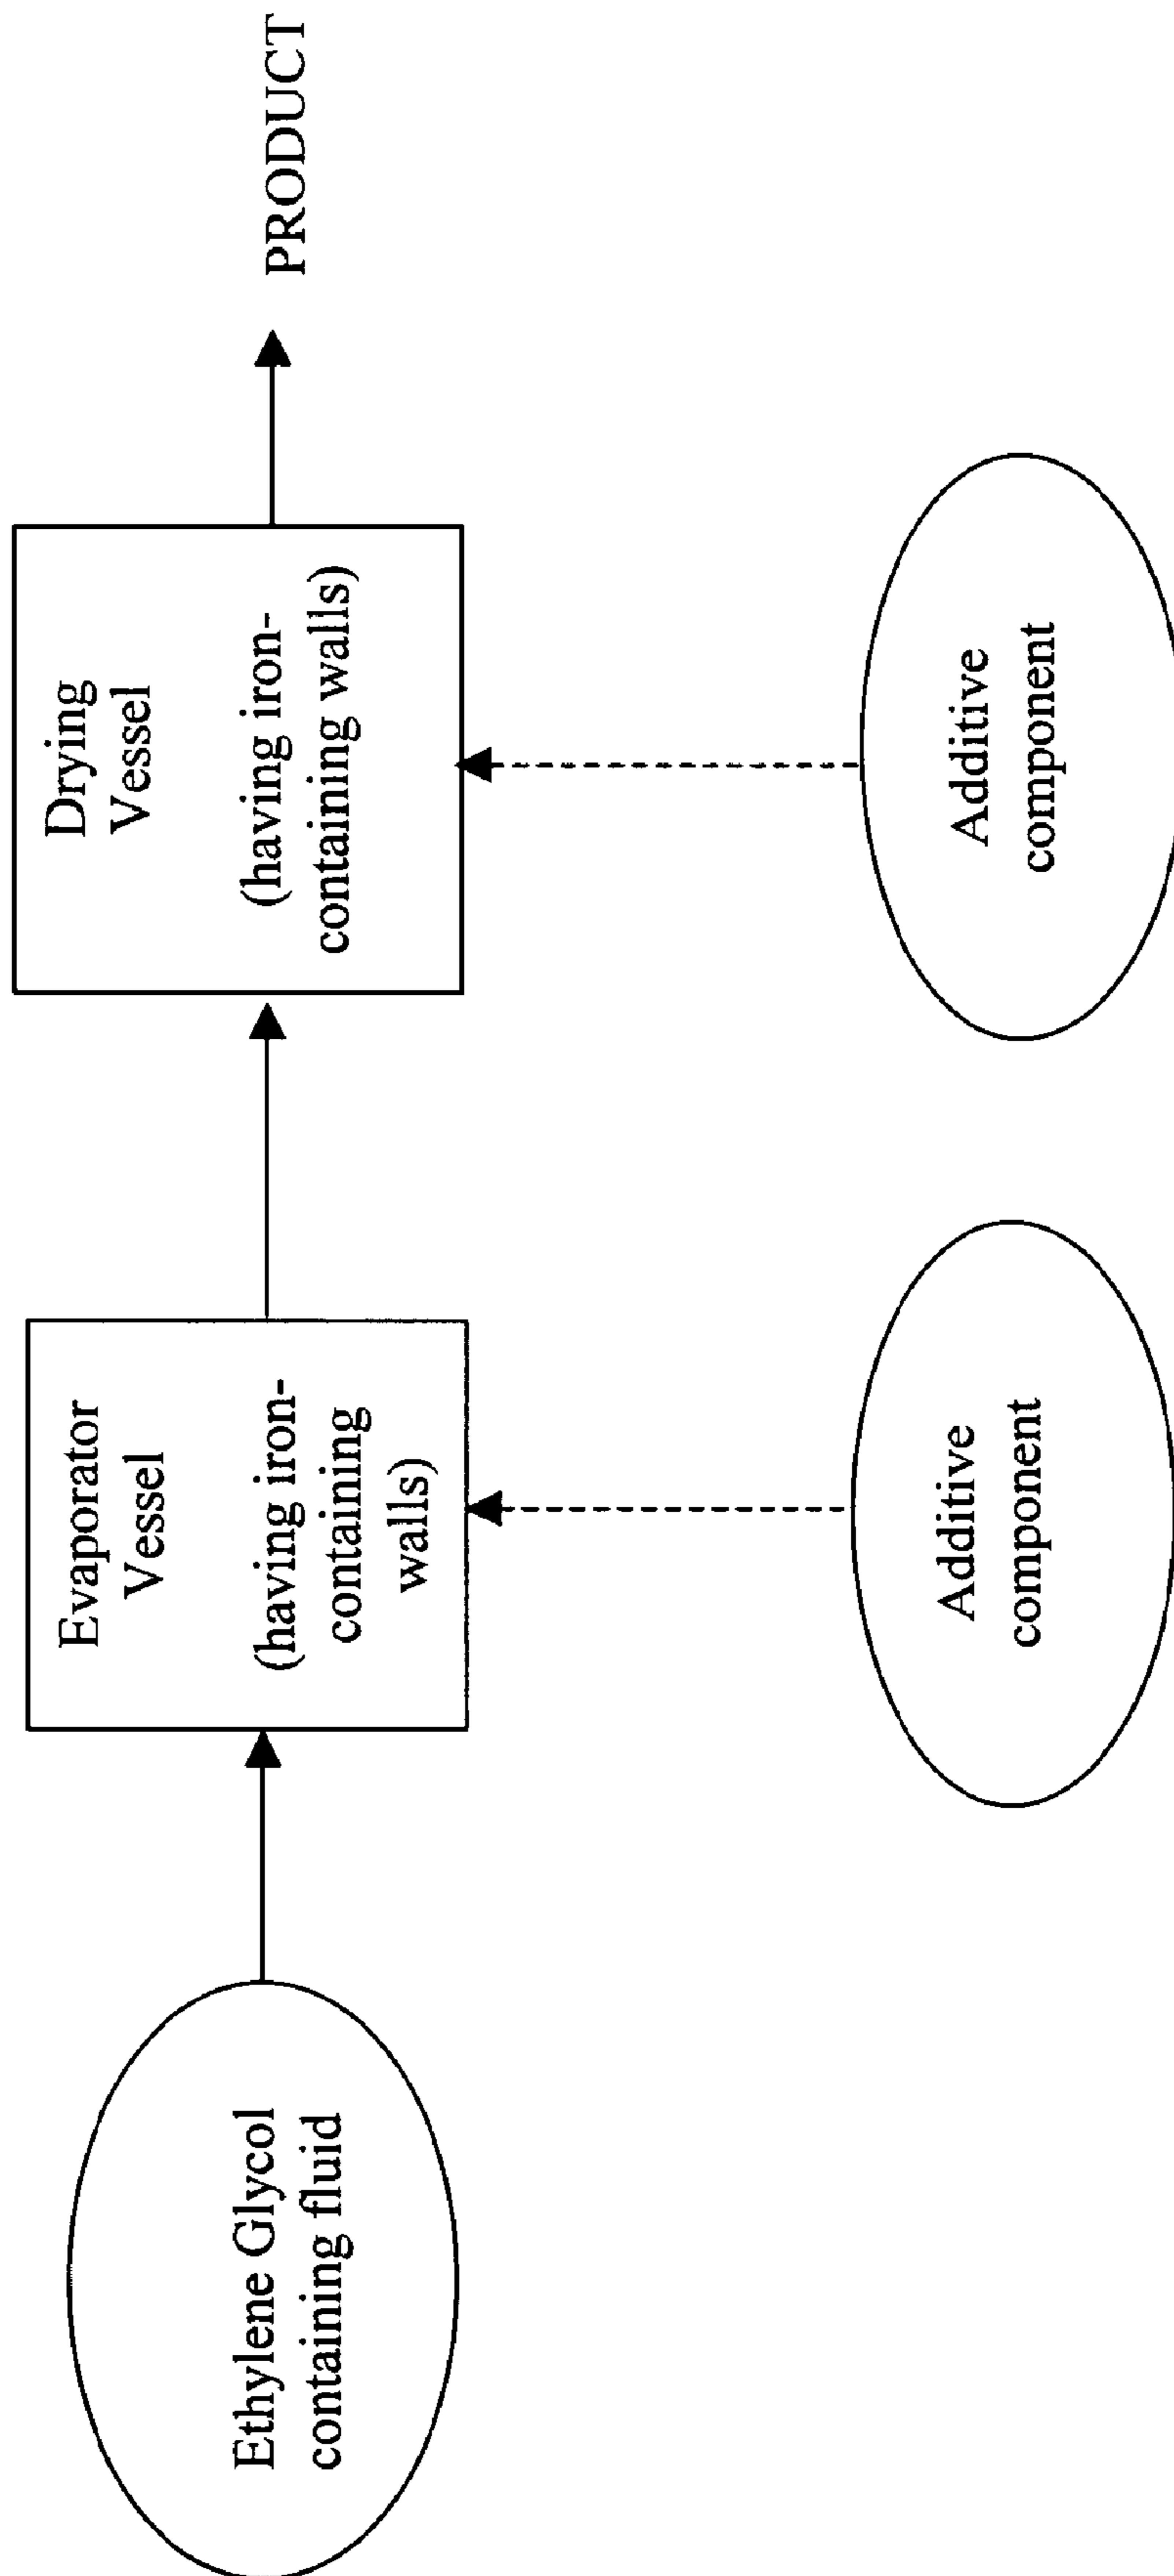 Ethylene Glycol
containing fluid
Evaporator
Vessel
(having iron-
containing
walls)
Additive
component
Drying
Vessel
(having iron-
containing walls)
Additive
component
PRODUCT